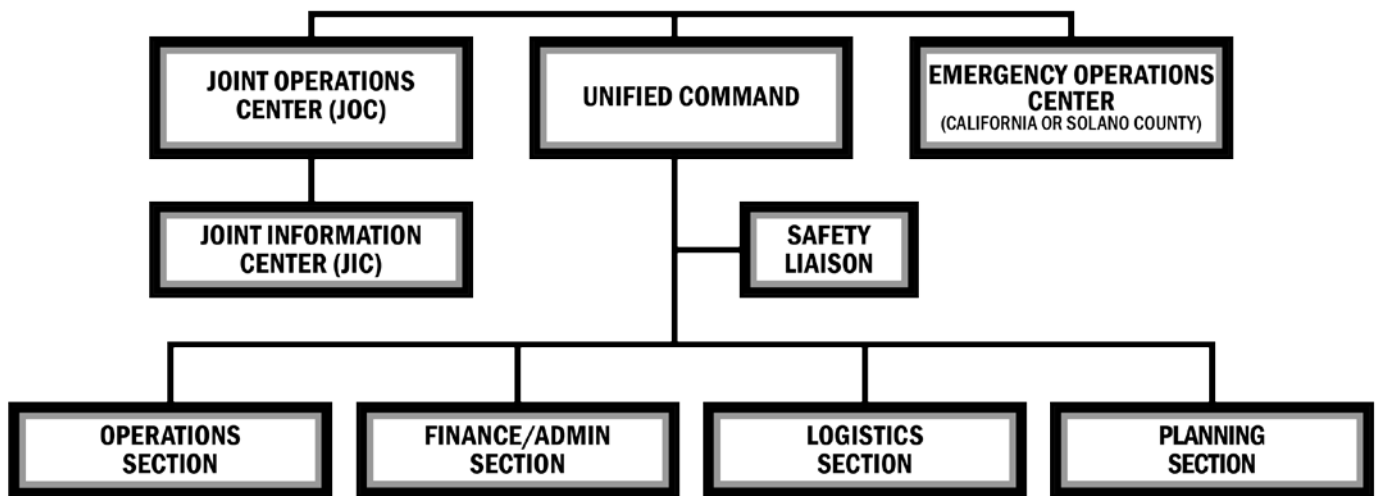 JOINT OPERATIONS
CENTER (JOC)
UNIFIED COMMAND
EMERGENCY OPERATIONS
CENTER
(CALIFORNIA OR SOLANO COUNTY)
JOINT INFORMATION
CENTER (JIC)
SAFETY
LIAISON
OPERATIONS
SECTION
FINANCE/ADMIN
SECTION
LOGISTICS
SECTION
PLANNING
SECTION